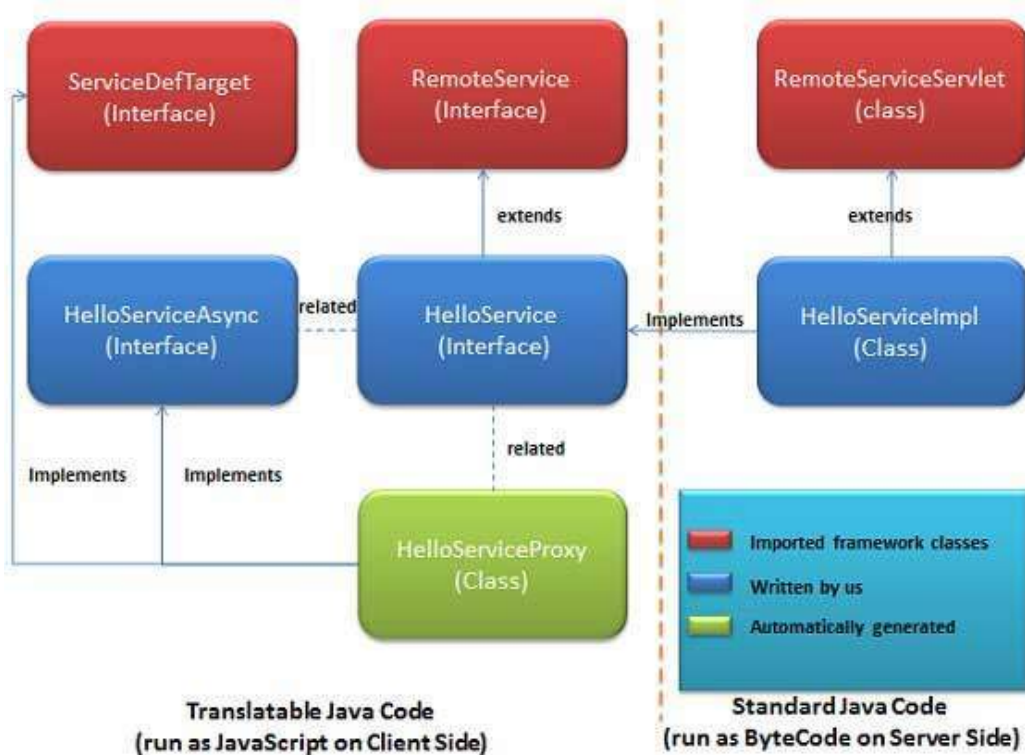 ServiceDefTarget
(Interface)
RemoteService
(Interface)
RemoteServiceServlet
(class)
extends
extends
HelloServiceAsync
(Interface)
related
HelloService
(Interface)
Implements
HelloServiceImpl
(Class)
related
Implements
Implements
HelloServiceProxy
(Class)
Imported framework classes
Written by us
Automatically generated
Translatable Java Code
(run as JavaScript on Client Side)
Standard Java Code
(run as ByteCode on Server Side)